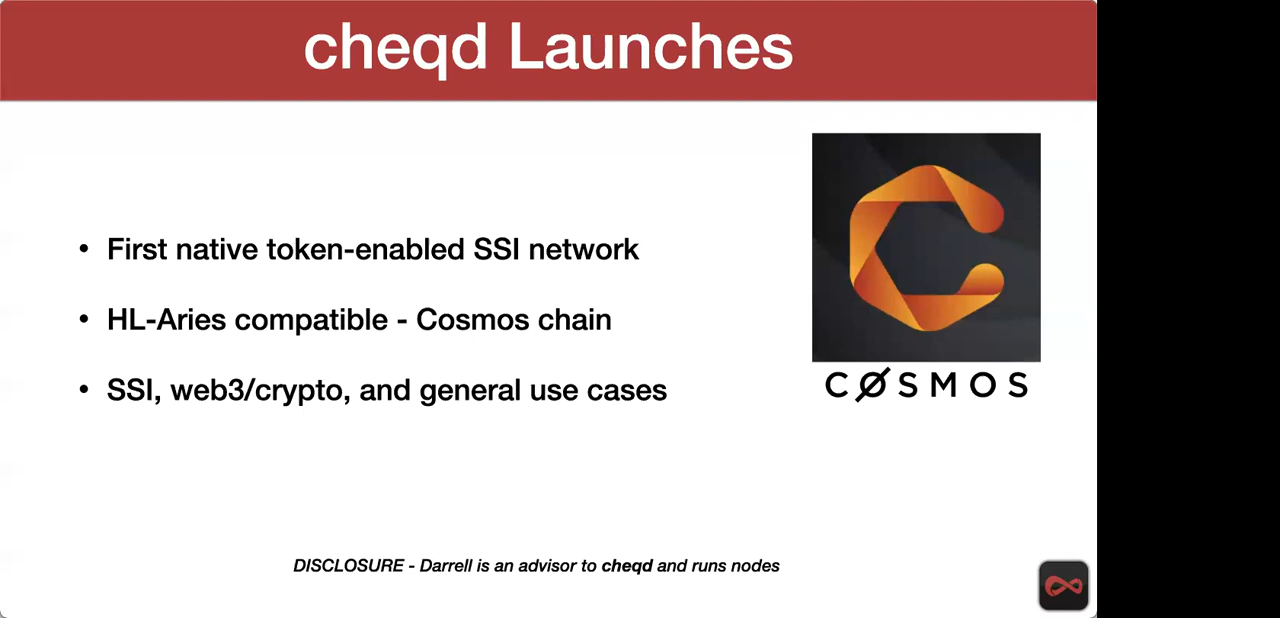 cheqd Launches
• First native token-enabled SSI network
• HL-Aries compatible - Cosmos chain
• SSI, web3/crypto, and general use cases
CØSMOS
DISCLOSURE - Darrell is an advisor to cheqd and runs nodes